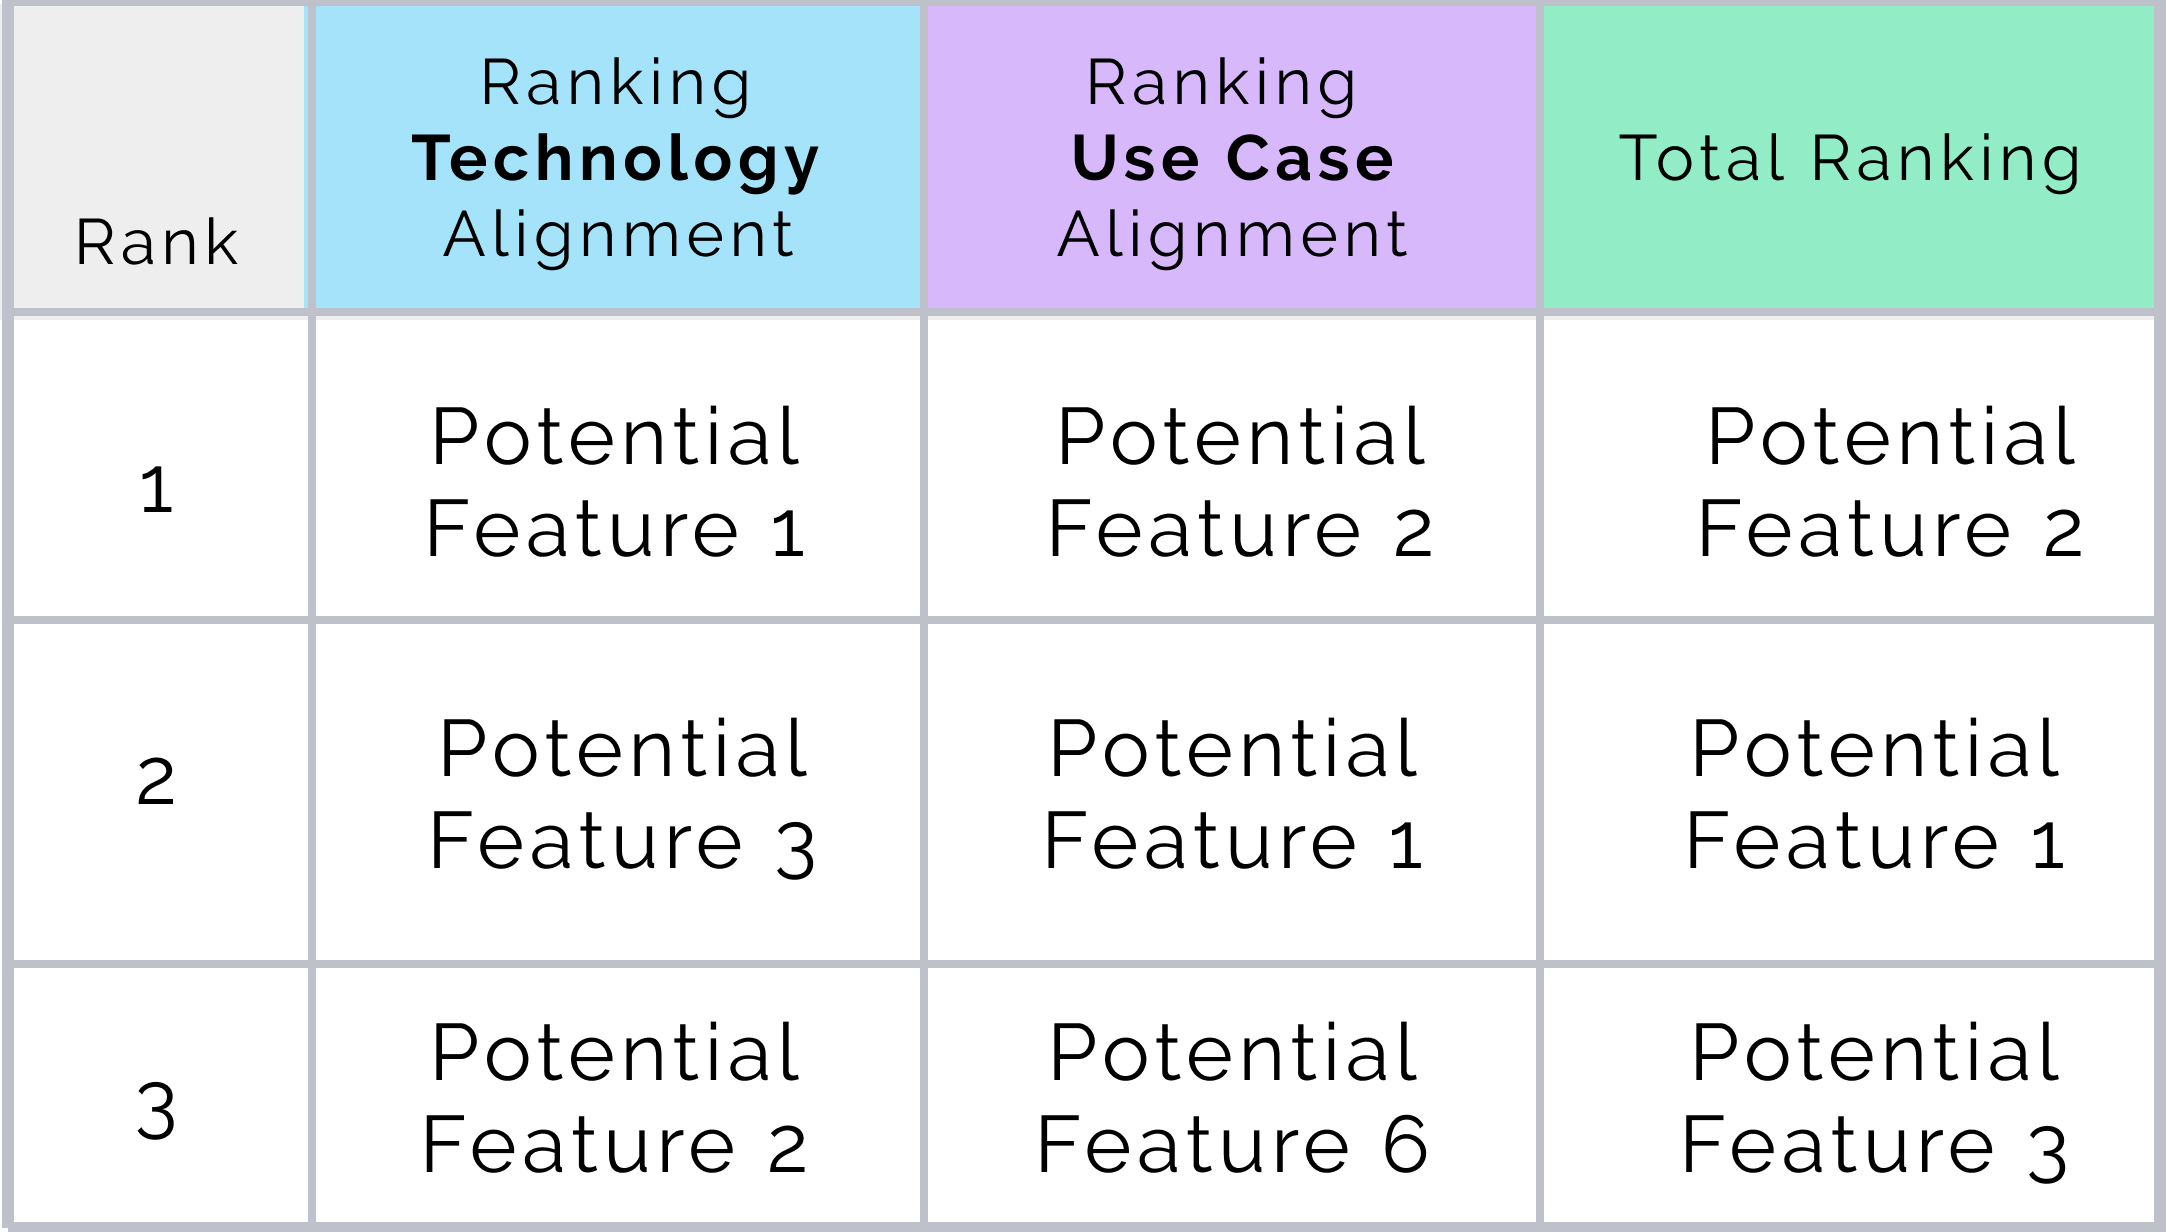 Rank
Ranking
Technology
Alignment
Ranking
Use Case
Alignment
Total Ranking
1
Potential
Feature 1
Potential
Feature 2
Potential
Feature 2
2
Potential
Feature 3
Potential
Feature 1
Potential
Feature 1
3
Potential
Feature 2
Potential
Feature 6
Potential
Feature 3